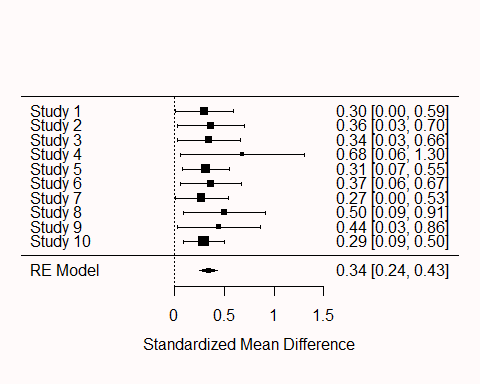 Study 1 0.30 [0.00, 0.59]
Study 2 0.36 [0.03, 0.70]
Study 3 0.34 [0.03, 0.66]
Study 4 0.68 [0.06, 1.30]
Study 5 0.31 [0.07, 0.55]
Study 6 0.37 [0.06, 0.67]
Study 7 0.27 [0.00, 0.53]
Study 8 0.50 [0.09, 0.91]
Study 9 0.44 [0.03, 0.86]
Study 10 0.29 [0.09, 0.50]
RE Model 0.34 [0.24, 0.43]
0 0.5 1 1.5
Standardized Mean Difference